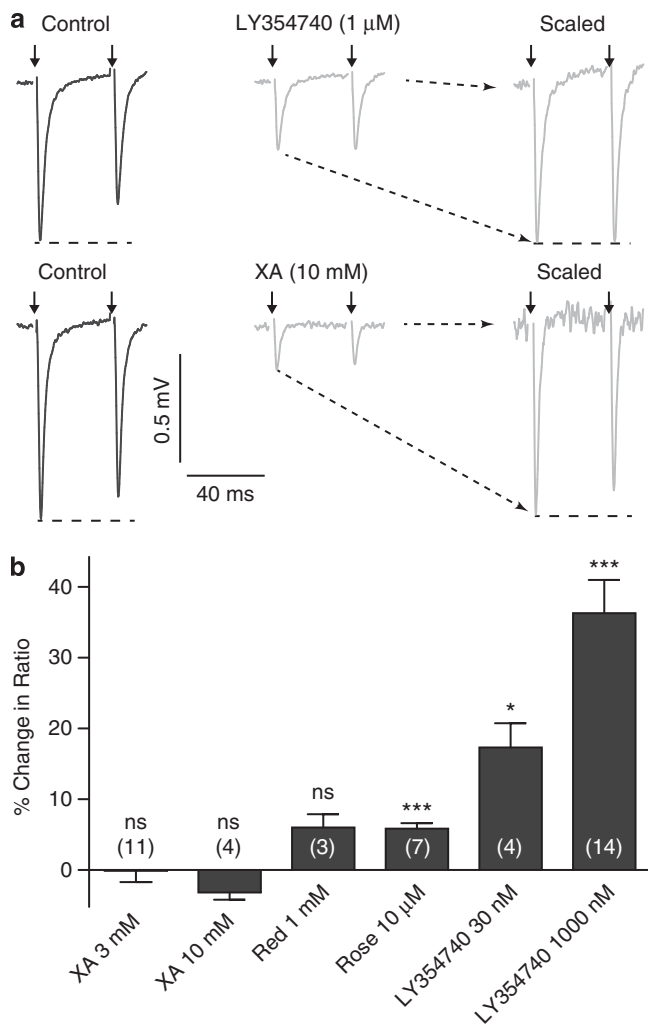 a
Control
LY354740 (1 μM)
Scaled
Control
XA (10 mM)
Scaled
0.5 mV
40 ms
b
% Change in Ratio
40
30
20
10
0
ns
(11)
ns
(4)
ns
(3)
***
(7)
*
(4)
***
(14)
XA 3 mM
XA 10 mM
Red 1 mM
Rose 10 μM
LY354740 30 nM
LY354740 1000 nM